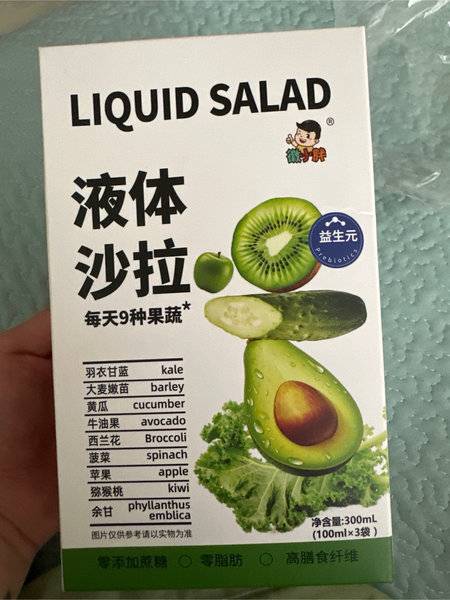 LIQUID SALAD
®
微小胖
液体
沙拉
每天9种果蔬*
益生元
Prebiotics
羽衣甘蓝 kale
大麦嫩苗 barley
黄瓜 cucumber
牛油果 avocado
西兰花 Broccoli
菠菜 spinach
苹果 apple
猕猴桃 kiwi
余甘 phyllanthus
emblica
图片仅供参考以实物为准
净含量:300mL
(100mL×3袋)
零添加蔗糖 ○ 零脂肪 ○ 高膳食纤维